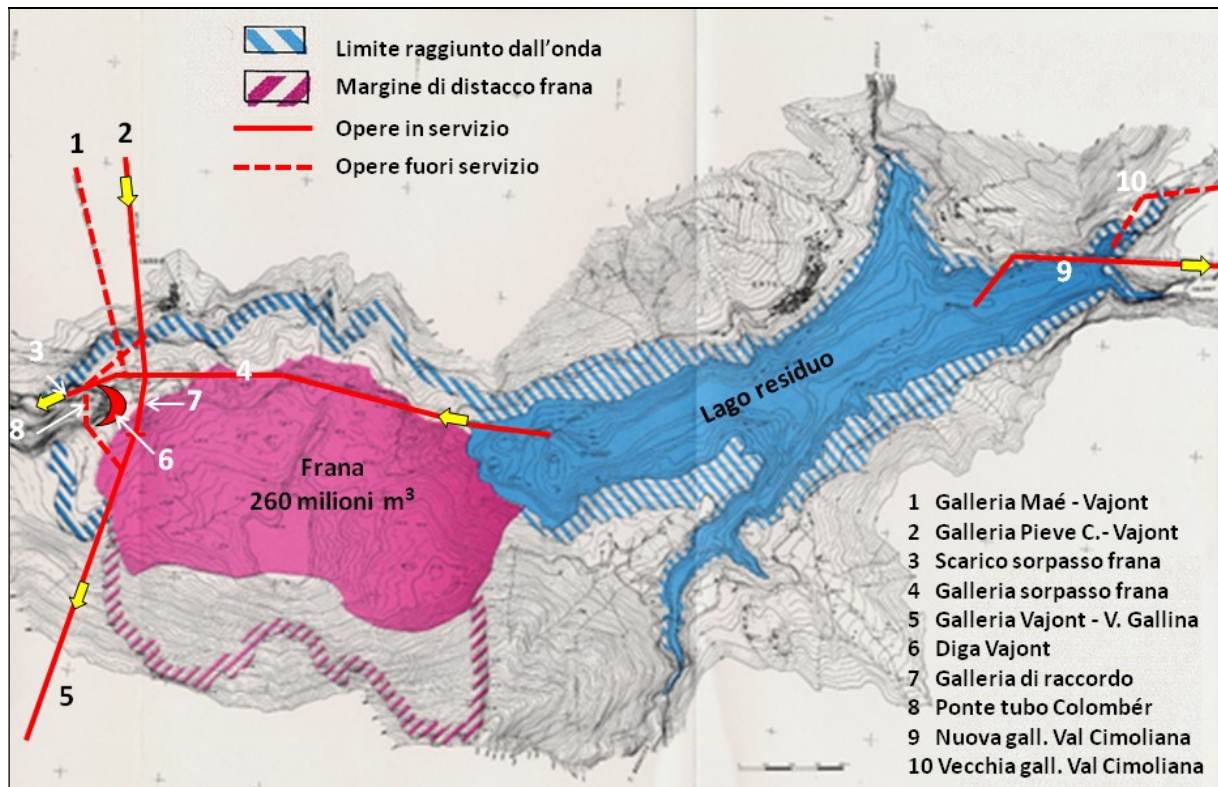 Limite raggiunto dall'onda
Margine di distacco frana
Opere in servizio
Opere fuori servizio
1
2
10
9
3
4
7
8
6
5
Lago residuo
Frana
260 milioni m³
1 Galleria Maé - Vajont
2 Galleria Pieve C.- Vajont
3 Scarico sorpasso frana
4 Galleria sorpasso frana
5 Galleria Vajont - V. Gallina
6 Diga Vajont
7 Galleria di raccordo
8 Ponte tubo Colombér
9 Nuova gall. Val Cimoliana
10 Vecchia gall. Val Cimoliana